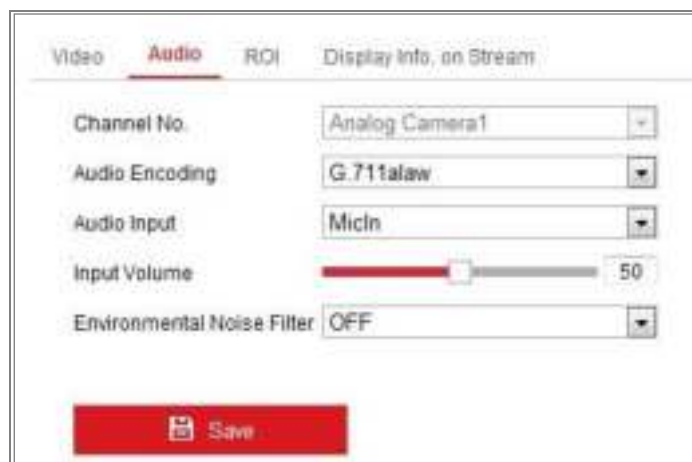 Video Audio ROI Display Info. on Stream
Channel No. Analog Camera1
Audio Encoding G.711alaw
Audio Input MicIn
Input Volume 50
Environmental Noise Filter OFF
Save